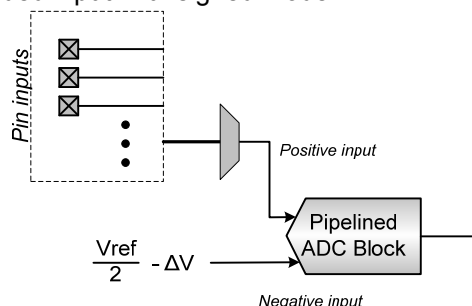 Pin inputs
Positive input
Pipelined
ADC Block
Vref
2
- ΔV
Negative input